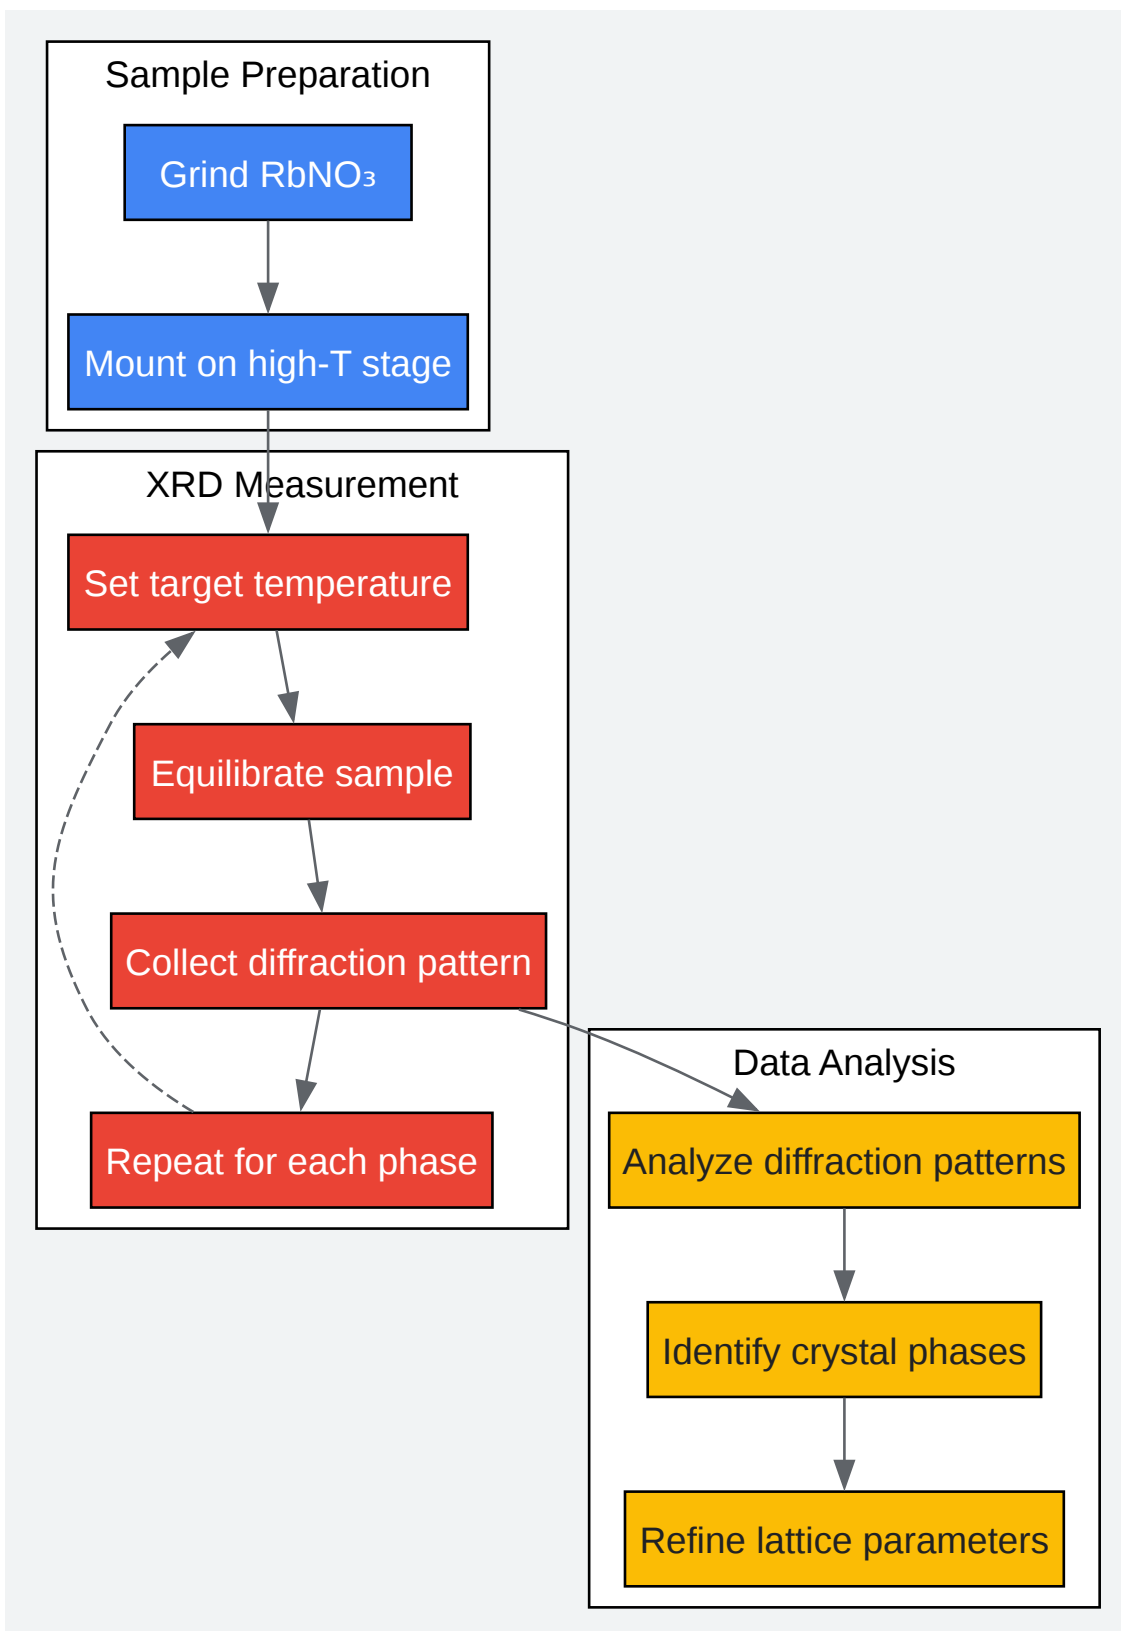 Sample Preparation
Grind RbNO₃
Mount on high-T stage
XRD Measurement
Set target temperature
Equilibrate sample
Collect diffraction pattern
Repeat for each phase
Data Analysis
Analyze diffraction patterns
Identify crystal phases
Refine lattice parameters